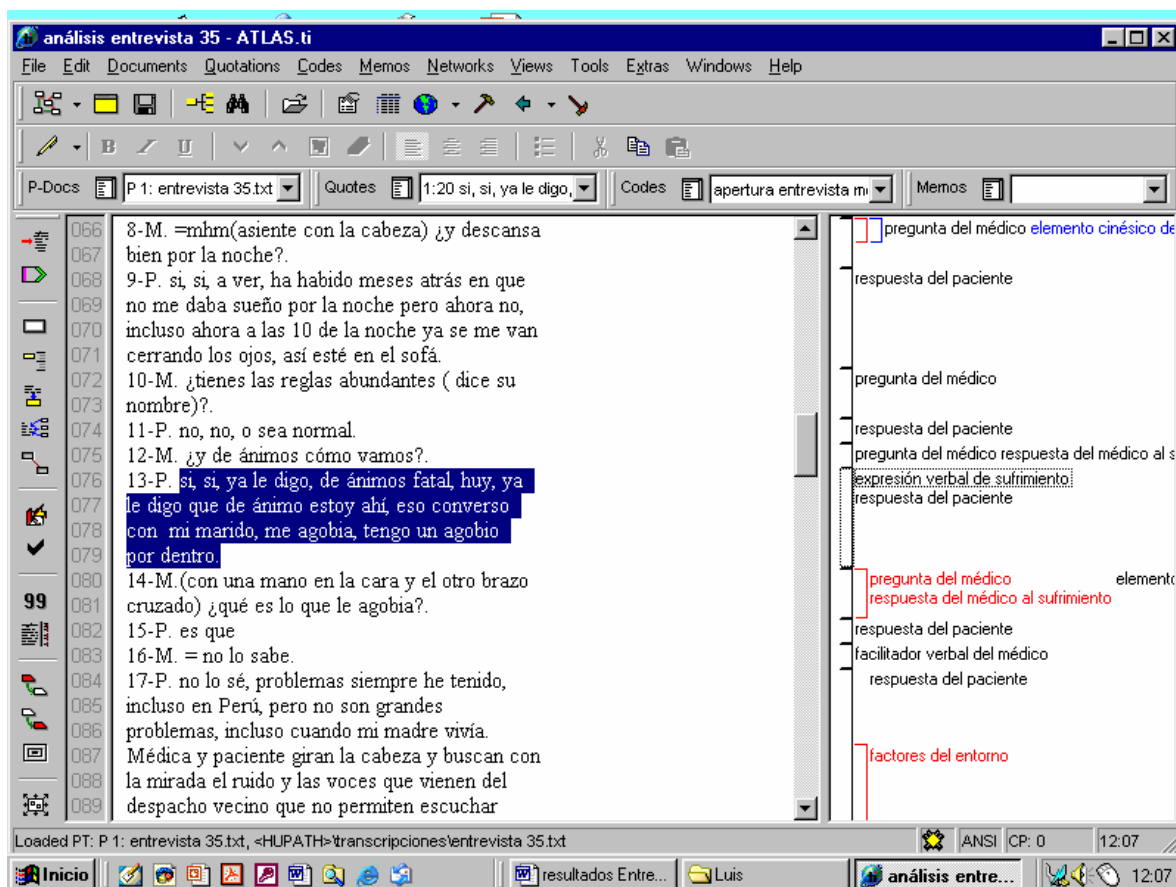 análisis entrevista 35 - ATLAS.ti
File Edit Documents Quotations Codes Memos Networks Views Tools Extras Windows Help
B I U
P-Docs P 1: entrevista 35.txt Quotes 1:20 si, si, ya le digo, Codes apertura entrevista m Memos
066 8-M. =mhm(asiente con la cabeza) ¿y descansa
067 bien por la noche?.
068 9-P. si, si, a ver, ha habido meses atrás en que
069 no me daba sueño por la noche pero ahora no,
070 incluso ahora a las 10 de la noche ya se me van
071 cerrando los ojos, así esté en el sofá.
072 10-M. ¿tienes las reglas abundantes ( dice su
073 nombre)?.
074 11-P. no, no, o sea normal.
075 12-M. ¿y de ánimos cómo vamos?.
076 13-P. si, si, ya le digo, de ánimos fatal, huy, ya
077 le digo que de ánimo estoy ahí, eso converso
078 con mi marido, me agobia, tengo un agobio
079 por dentro.
080 14-M.(con una mano en la cara y el otro brazo
081 cruzado) ¿qué es lo que le agobia?.
082 15-P. es que
083 16-M. = no lo sabe.
084 17-P. no lo sé, problemas siempre he tenido,
085 incluso en Perú, pero no son grandes
086 problemas, incluso cuando mi madre vivía.
087 Médica y paciente giran la cabeza y buscan con
088 la mirada el ruido y las voces que vienen del
089 despacho vecino que no permiten escuchar
99
pregunta del médico elemento cinésico de
respuesta del paciente
pregunta del médico
respuesta del paciente
pregunta del médico respuesta del médico al s
expresión verbal de sufrimiento
respuesta del paciente
pregunta del médico element
respuesta del médico al sufrimiento
respuesta del paciente
facilitador verbal del médico
respuesta del paciente
factores del entorno
Loaded PT: P 1: entrevista 35.txt, <HUPATH>\transcripciones\entrevista 35.txt ANSI CP: 0 12:07
Inicio resultados Entre... Luis análisis entre... 12:07